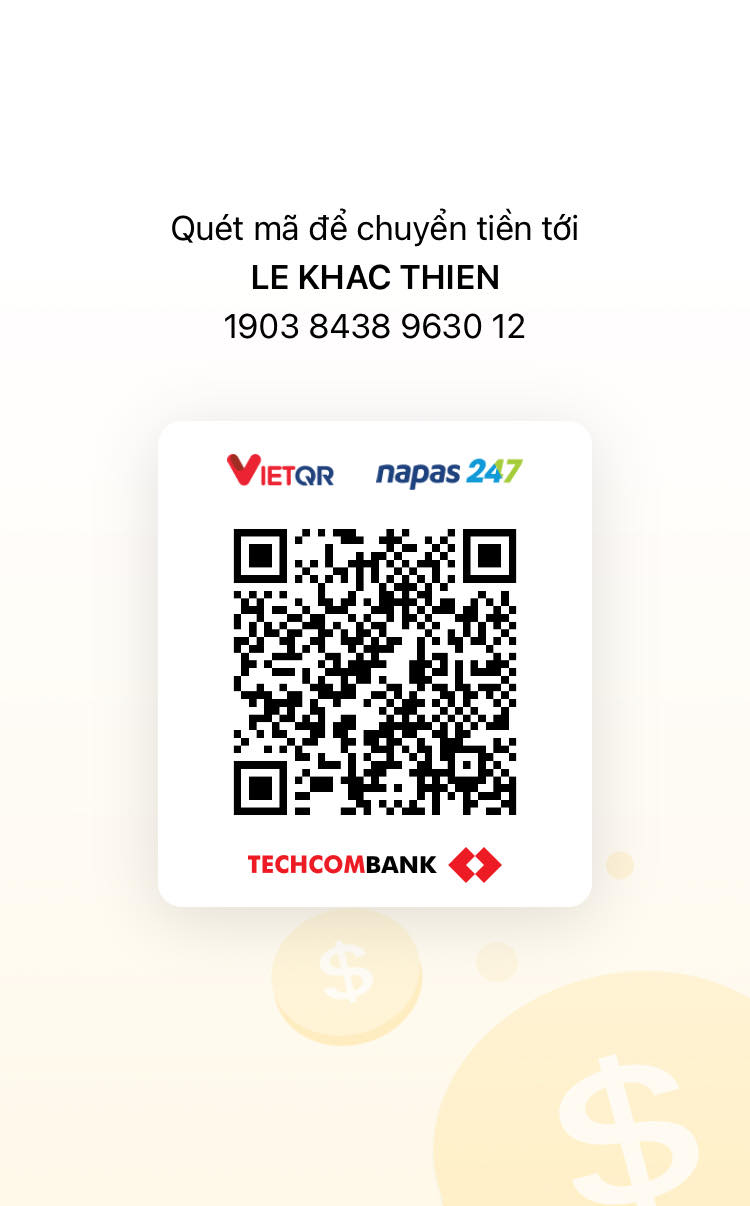 Quét mã để chuyển tiền tới
LE KHAC THIEN
1903 8438 9630 12
VIETQR napas 247
TECHCOMBANK
$
$